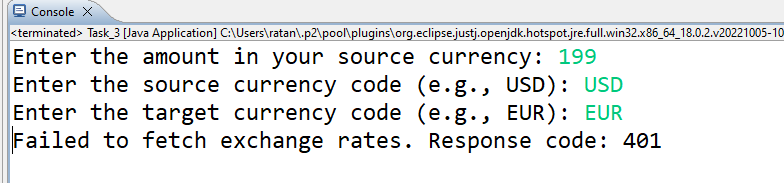 Console
<terminated> Task_3 [Java Application] C:\Users\ratan\.p2\pool\plugins\org.eclipse.justj.openjdk.hotspot.jre.full.win32.x86_64_18.0.2.v20221005-10
Enter the amount in your source currency: 199
Enter the source currency code (e.g., USD): USD
Enter the target currency code (e.g., EUR): EUR
Failed to fetch exchange rates. Response code: 401